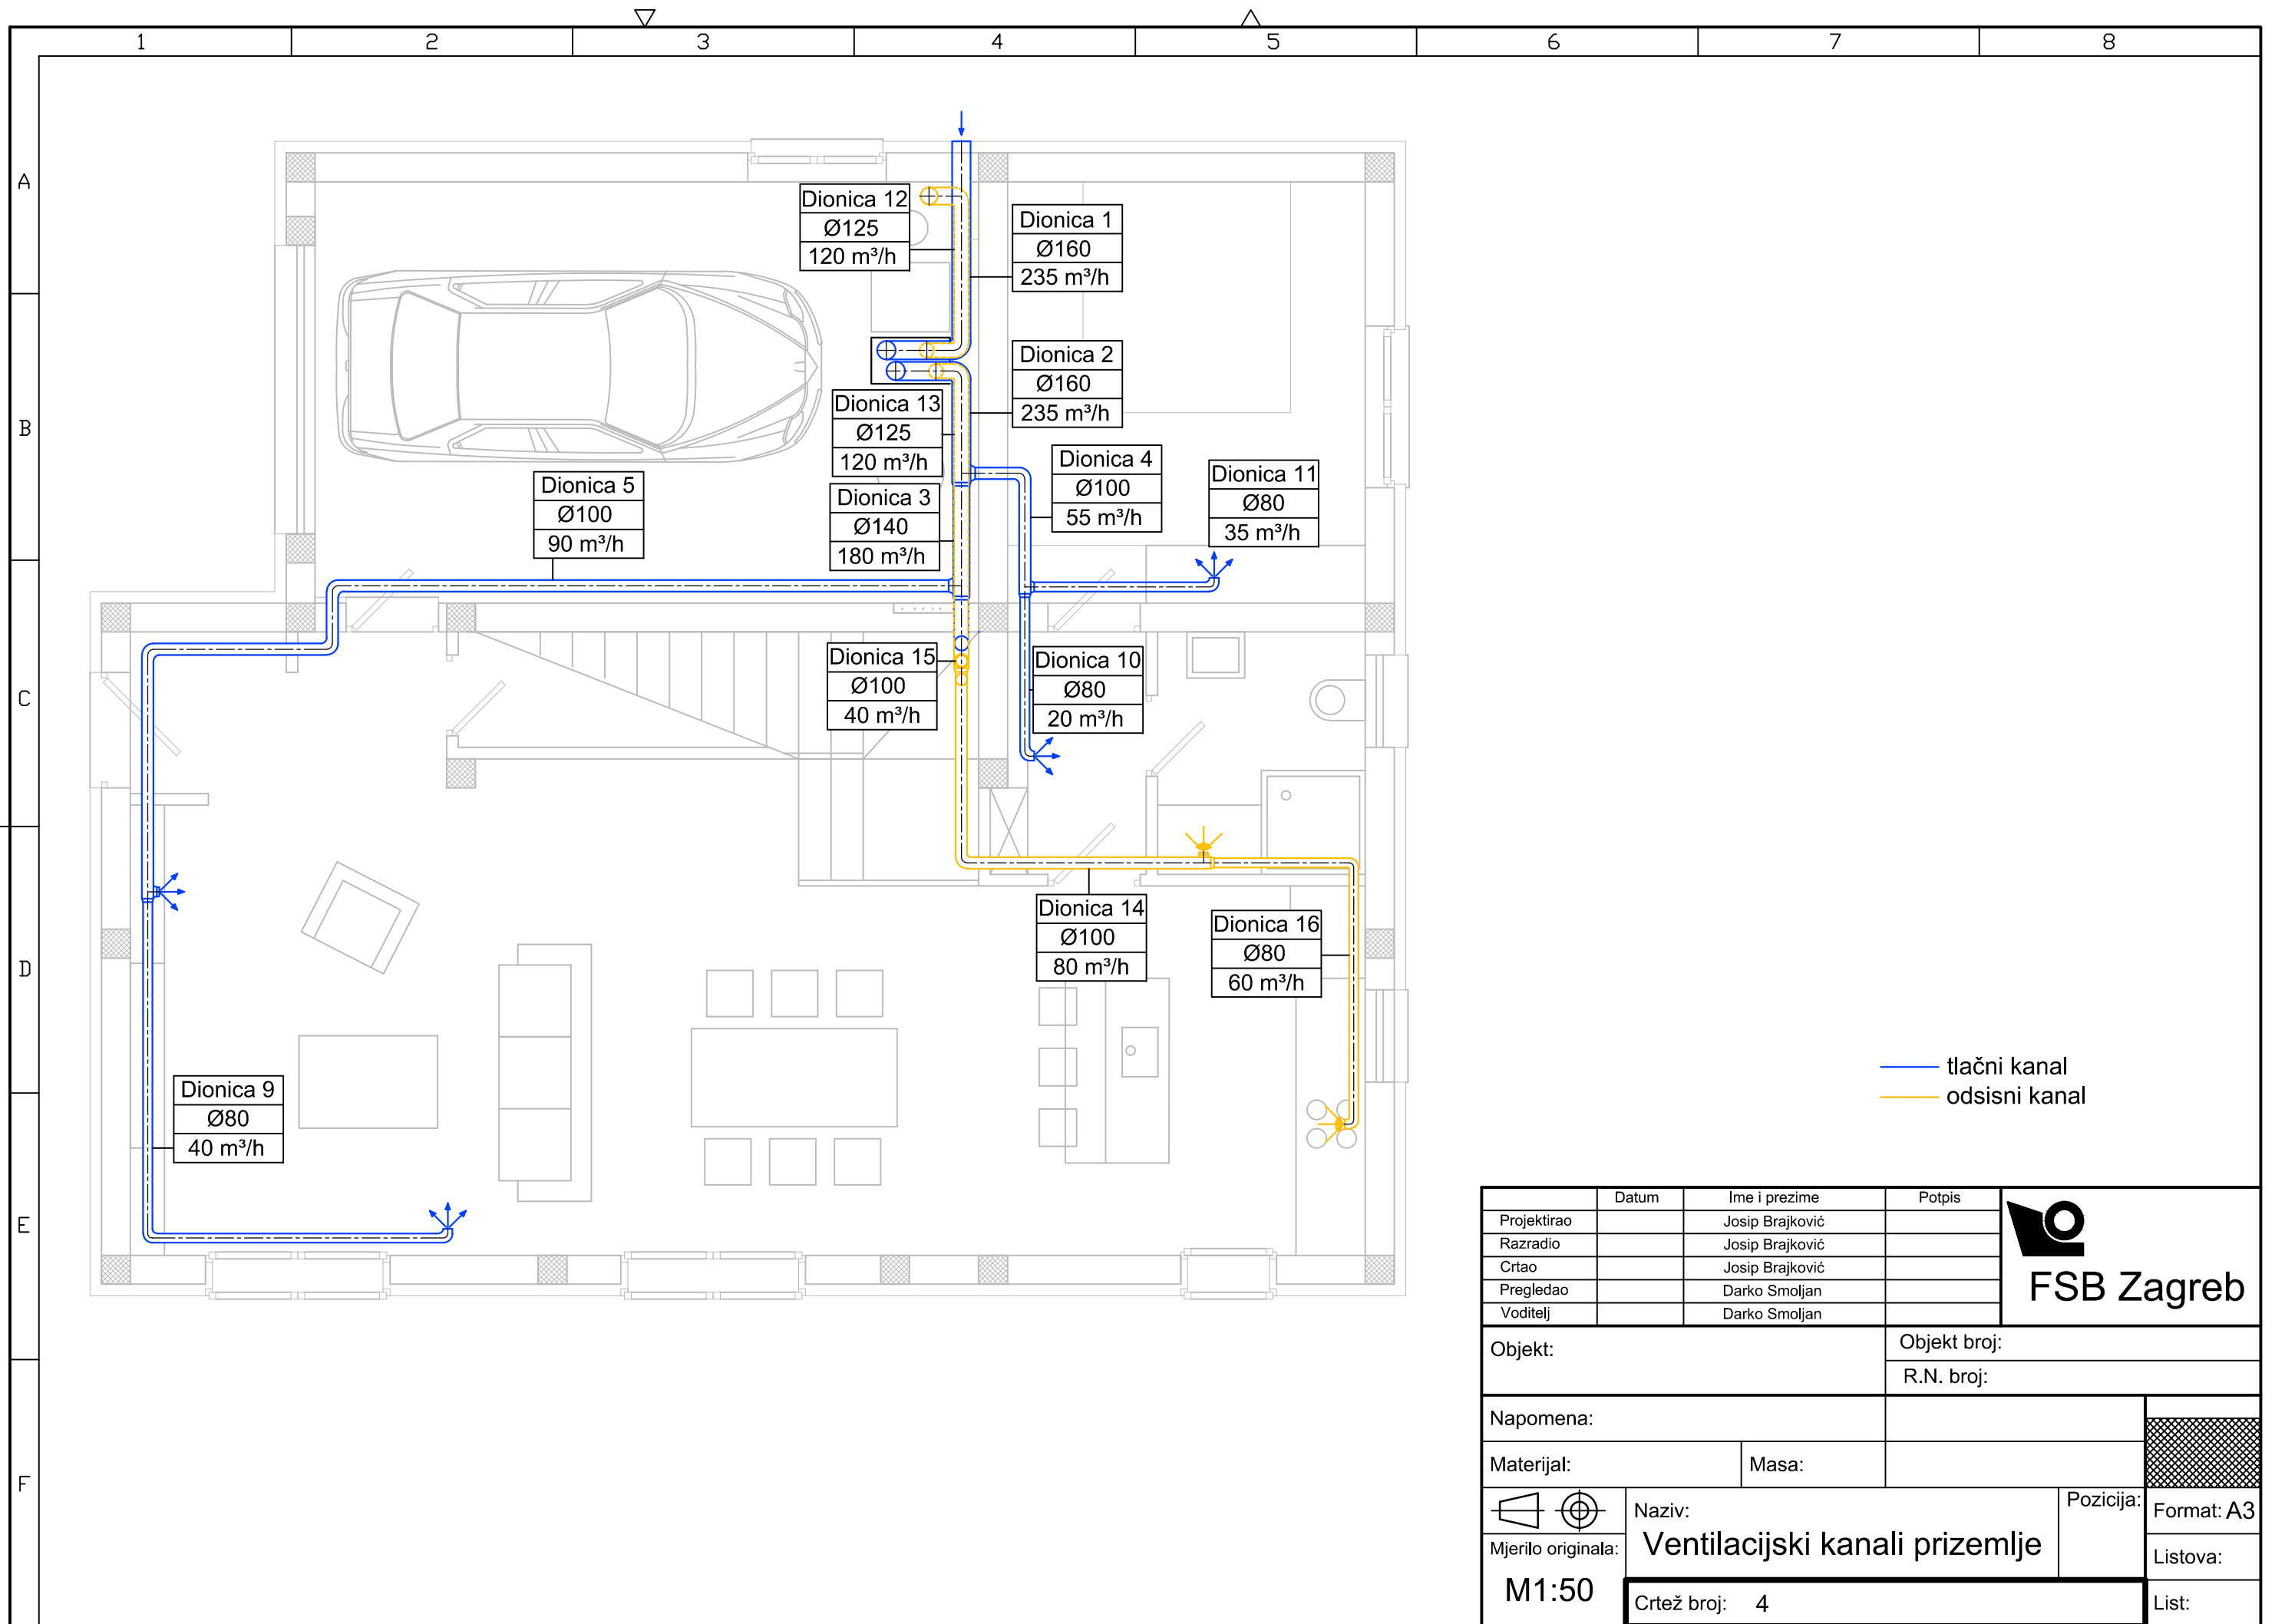 1 2 3 4 5 6 7 8
A
B
C
D
E
F
Dionica 12
Ø125
120 m³/h
Dionica 1
Ø160
235 m³/h
Dionica 2
Ø160
235 m³/h
Dionica 13
Ø125
120 m³/h
Dionica 4
Ø100
55 m³/h
Dionica 11
Ø80
35 m³/h
Dionica 5
Ø100
90 m³/h
Dionica 3
Ø140
180 m³/h
Dionica 15
Ø100
40 m³/h
Dionica 10
Ø80
20 m³/h
Dionica 14
Ø100
80 m³/h
Dionica 16
Ø80
60 m³/h
Dionica 9
Ø80
40 m³/h
tlačni kanal
odsisni kanal
Datum Ime i prezime Potpis
Projektirao Josip Brajković
Razradio Josip Brajković
Crtao Josip Brajković
Pregledao Darko Smoljan
Voditelj Darko Smoljan
FSB Zagreb
Objekt:
Objekt broj:
R.N. broj:
Napomena:
Materijal: Masa:
Naziv:
Ventilacijski kanali prizemlje
Pozicija:
Format: A3
Mjerilo originala:
M1:50
Listova:
Crtež broj: 4
List: